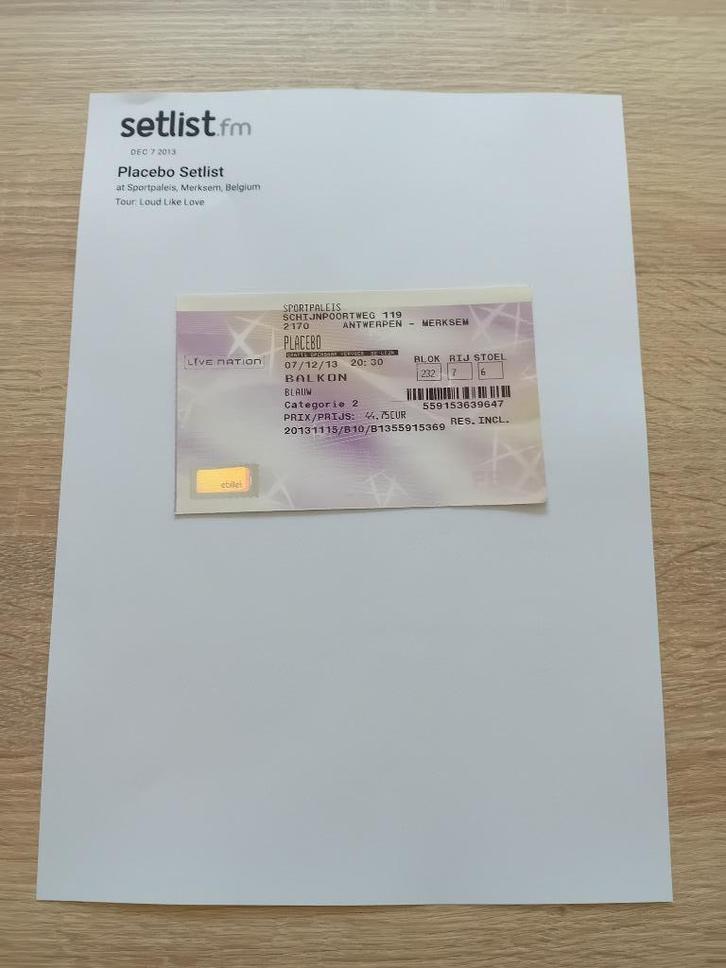 setlist.fm
DEC 7 2013
Placebo Setlist
at Sportpaleis, Merksem, Belgium
Tour: Loud Like Love
SPORTPALEIS
SCHIJNPOORTWEG 119
2170 ANTWERPEN - MERKSEM
PLACEBO
LIVE NATION
07/12/13 20:30
BLOK RIJ STOEL
BALKON
232 7 6
BLAUW
Categorie 2
559153639647
PRIX/PRIJS: 44.75EUR
RES.INCL.
20131115/B10/B1355915369